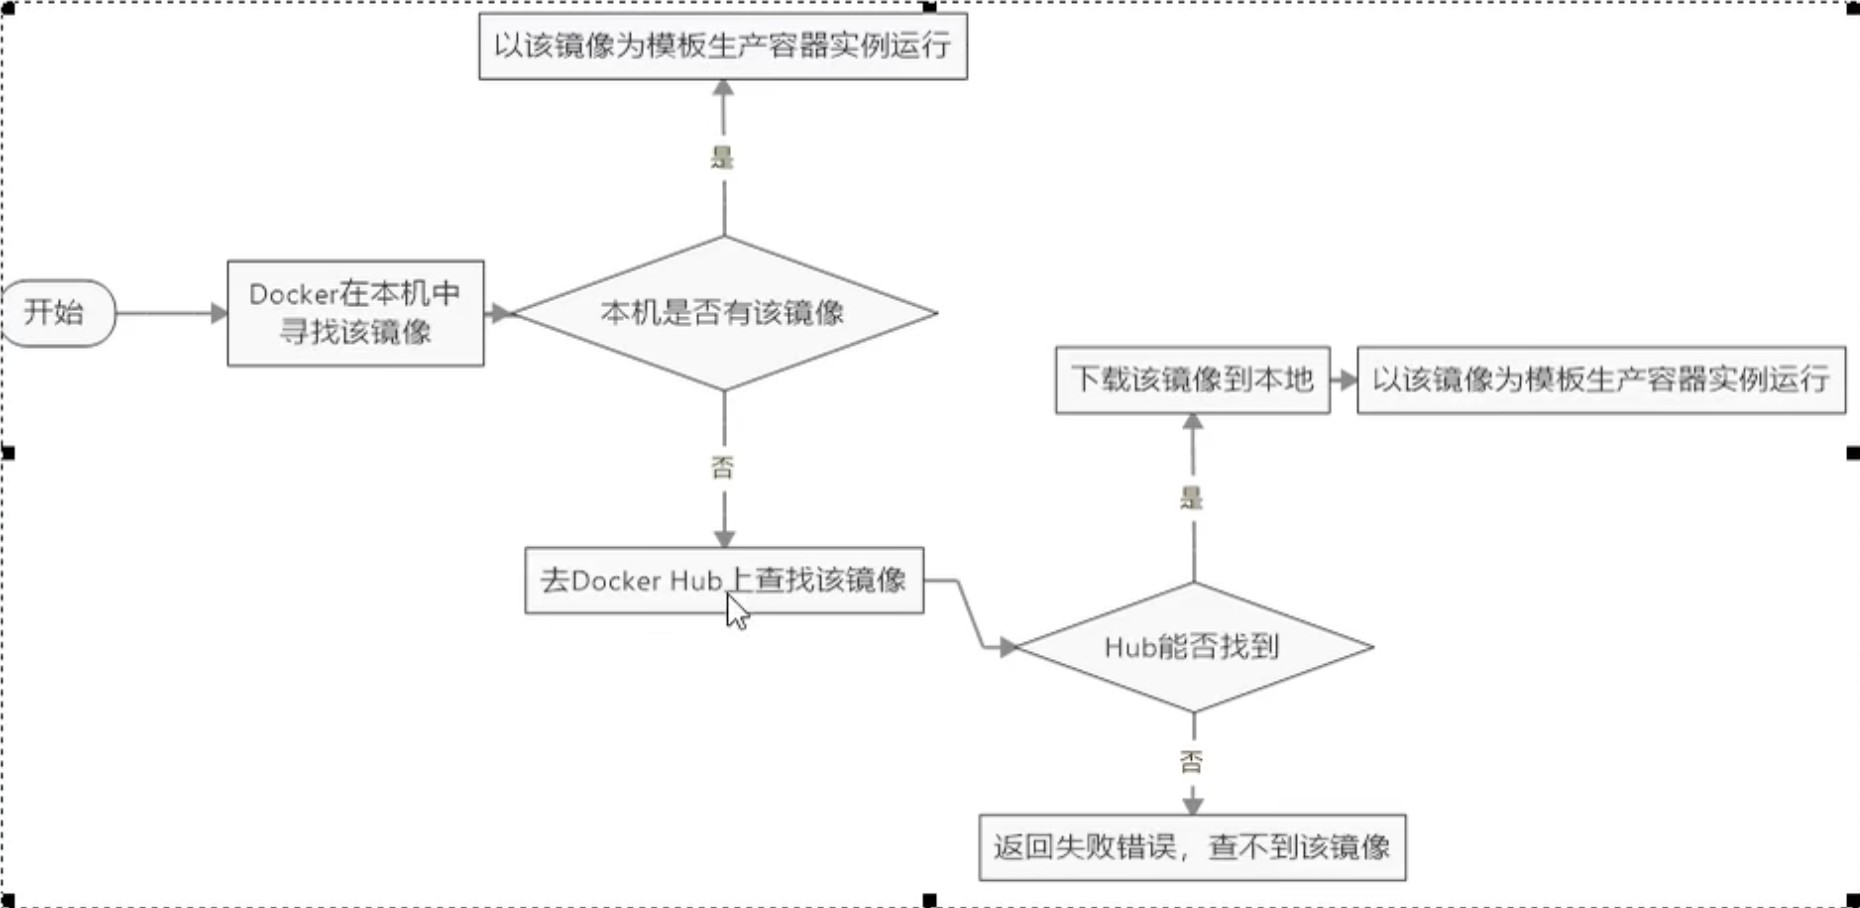 以该镜像为模板生产容器实例运行
是
开始
Docker在本机中
寻找该镜像
本机是否有该镜像
下载该镜像到本地
以该镜像为模板生产容器实例运行
否
是
去Docker Hub上查找该镜像
Hub能否找到
否
返回失败错误，查不到该镜像